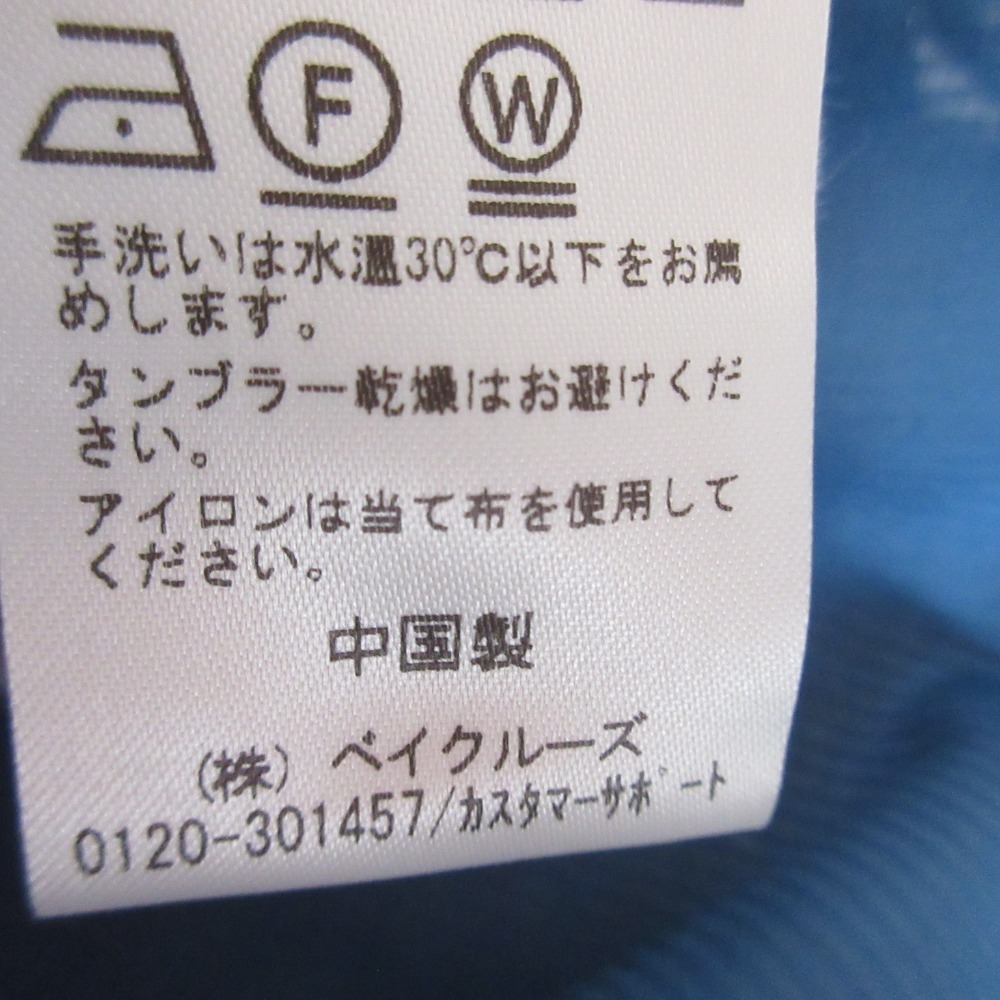 F W
手洗いは水温30℃以下をお薦
めします。
タンブラー乾燥はお避けくだ
さい。
アイロンは当て布を使用して
ください。
中国製
(株) ベイクルーズ
0120-301457/カスタマーサポート